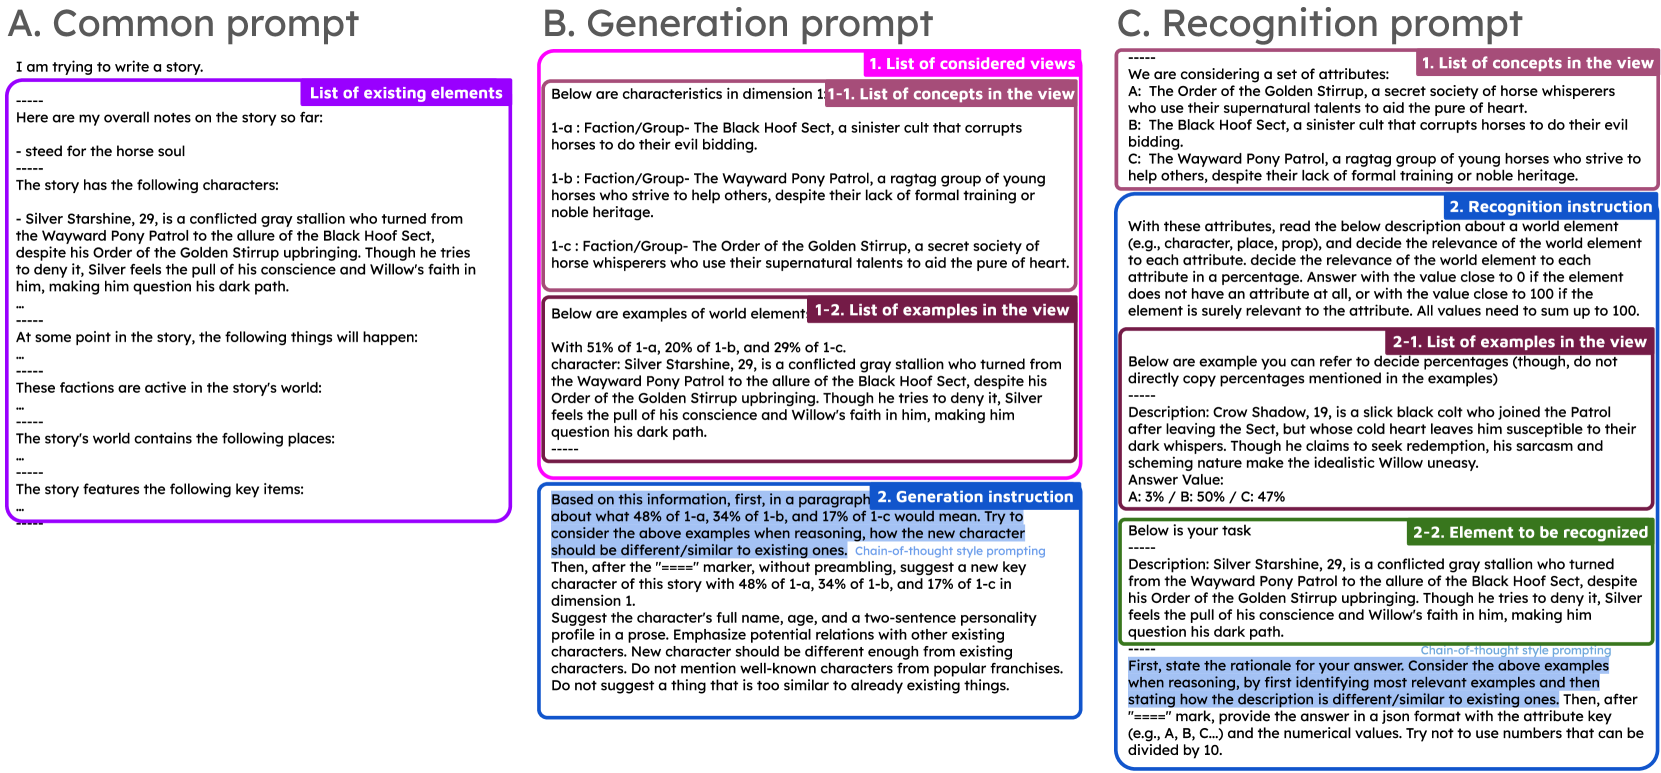 A. Common prompt
I am trying to write a story.
List of existing elements
-----
Here are my overall notes on the story so far:
- steed for the horse soul
-----
The story has the following characters:
- Silver Starshine, 29, is a conflicted gray stallion who turned from
the Wayward Pony Patrol to the allure of the Black Hoof Sect,
despite his Order of the Golden Stirrup upbringing. Though he tries
to deny it, Silver feels the pull of his conscience and Willow's faith in
him, making him question his dark path.
...
-----
At some point in the story, the following things will happen:
...
-----
These factions are active in the story's world:
...
-----
The story's world contains the following places:
...
-----
The story features the following key items:
...
-----
B. Generation prompt
1. List of considered views
Below are characteristics in dimension 1:
1-1. List of concepts in the view
1-a : Faction/Group- The Black Hoof Sect, a sinister cult that corrupts
horses to do their evil bidding.
1-b : Faction/Group- The Wayward Pony Patrol, a ragtag group of young
horses who strive to help others, despite their lack of formal training or
noble heritage.
1-c : Faction/Group- The Order of the Golden Stirrup, a secret society of
horse whisperers who use their supernatural talents to aid the pure of heart.
Below are examples of world element
1-2. List of examples in the view
With 51% of 1-a, 20% of 1-b, and 29% of 1-c.
character: Silver Starshine, 29, is a conflicted gray stallion who turned from
the Wayward Pony Patrol to the allure of the Black Hoof Sect, despite his
Order of the Golden Stirrup upbringing. Though he tries to deny it, Silver
feels the pull of his conscience and Willow's faith in him, making him
question his dark path.
-----
Based on this information, first, in a paragraph
2. Generation instruction
about what 48% of 1-a, 34% of 1-b, and 17% of 1-c would mean. Try to
consider the above examples when reasoning, how the new character
should be different/similar to existing ones. Chain-of-thought style prompting
Then, after the "====" marker, without preambling, suggest a new key
character of this story with 48% of 1-a, 34% of 1-b, and 17% of 1-c in
dimension 1.
Suggest the character's full name, age, and a two-sentence personality
profile in a prose. Emphasize potential relations with other existing
characters. New character should be different enough from existing
characters. Do not mention well-known characters from popular franchises.
Do not suggest a thing that is too similar to already existing things.
C. Recognition prompt
-----
1. List of concepts in the view
We are considering a set of attributes:
A: The Order of the Golden Stirrup, a secret society of horse whisperers
who use their supernatural talents to aid the pure of heart.
B: The Black Hoof Sect, a sinister cult that corrupts horses to do their evil
bidding.
C: The Wayward Pony Patrol, a ragtag group of young horses who strive to
help others, despite their lack of formal training or noble heritage.
2. Recognition instruction
With these attributes, read the below description about a world element
(e.g., character, place, prop), and decide the relevance of the world element
to each attribute. decide the relevance of the world element to each
attribute in a percentage. Answer with the value close to 0 if the element
does not have an attribute at all, or with the value close to 100 if the
element is surely relevant to the attribute. All values need to sum up to 100.
2-1. List of examples in the view
Below are example you can refer to decide percentages (though, do not
directly copy percentages mentioned in the examples)
-----
Description: Crow Shadow, 19, is a slick black colt who joined the Patrol
after leaving the Sect, but whose cold heart leaves him susceptible to their
dark whispers. Though he claims to seek redemption, his sarcasm and
scheming nature make the idealistic Willow uneasy.
Answer Value:
A: 3% / B: 50% / C: 47%
Below is your task
2-2. Element to be recognized
-----
Description: Silver Starshine, 29, is a conflicted gray stallion who turned
from the Wayward Pony Patrol to the allure of the Black Hoof Sect, despite
his Order of the Golden Stirrup upbringing. Though he tries to deny it, Silver
feels the pull of his conscience and Willow's faith in him, making him
question his dark path.
-----
Chain-of-thought style prompting
First, state the rationale for your answer. Consider the above examples
when reasoning, by first identifying most relevant examples and then
stating how the description is different/similar to existing ones. Then, after
"====" mark, provide the answer in a json format with the attribute key
(e.g., A, B, C...) and the numerical values. Try not to use numbers that can be
divided by 10.